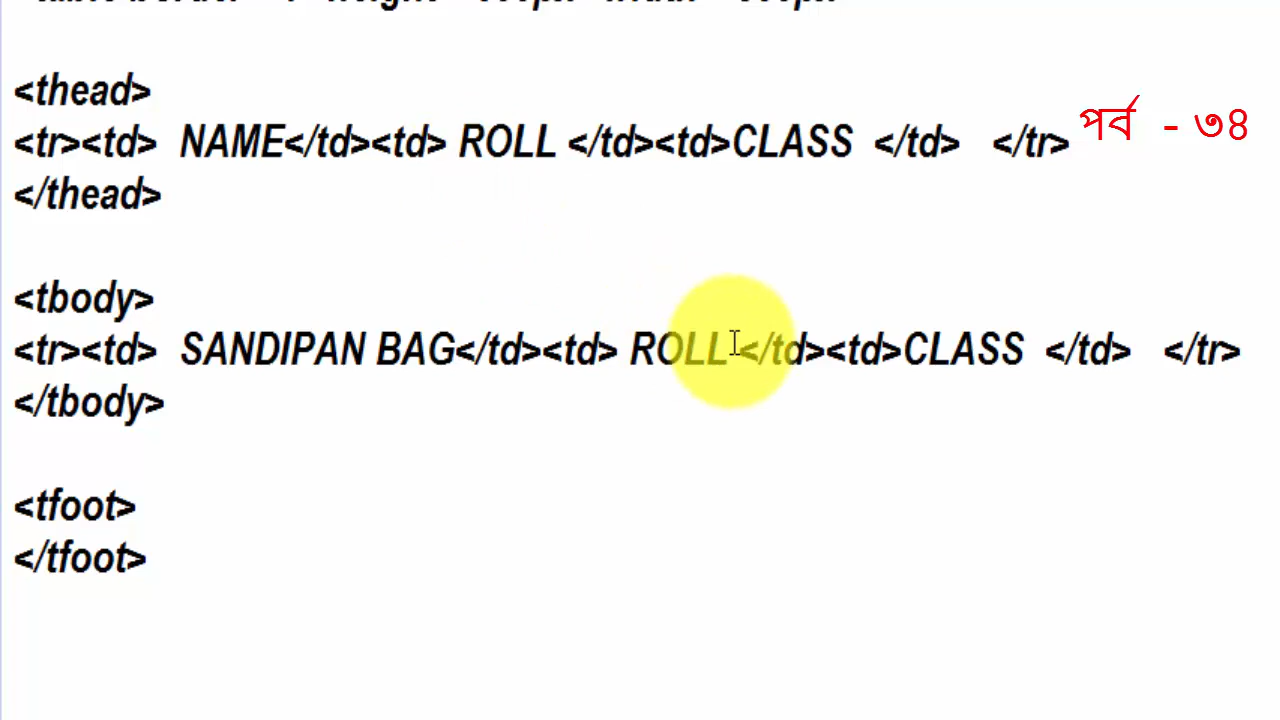 <thead>
<tr><td> NAME</td><td> ROLL </td><td>CLASS </td> </tr>
পর্ব - ৩৪
</thead>
<tbody>
<tr><td> SANDIPAN BAG</td><td> ROLL </td><td>CLASS </td> </tr>
</tbody>
<tfoot>
</tfoot>